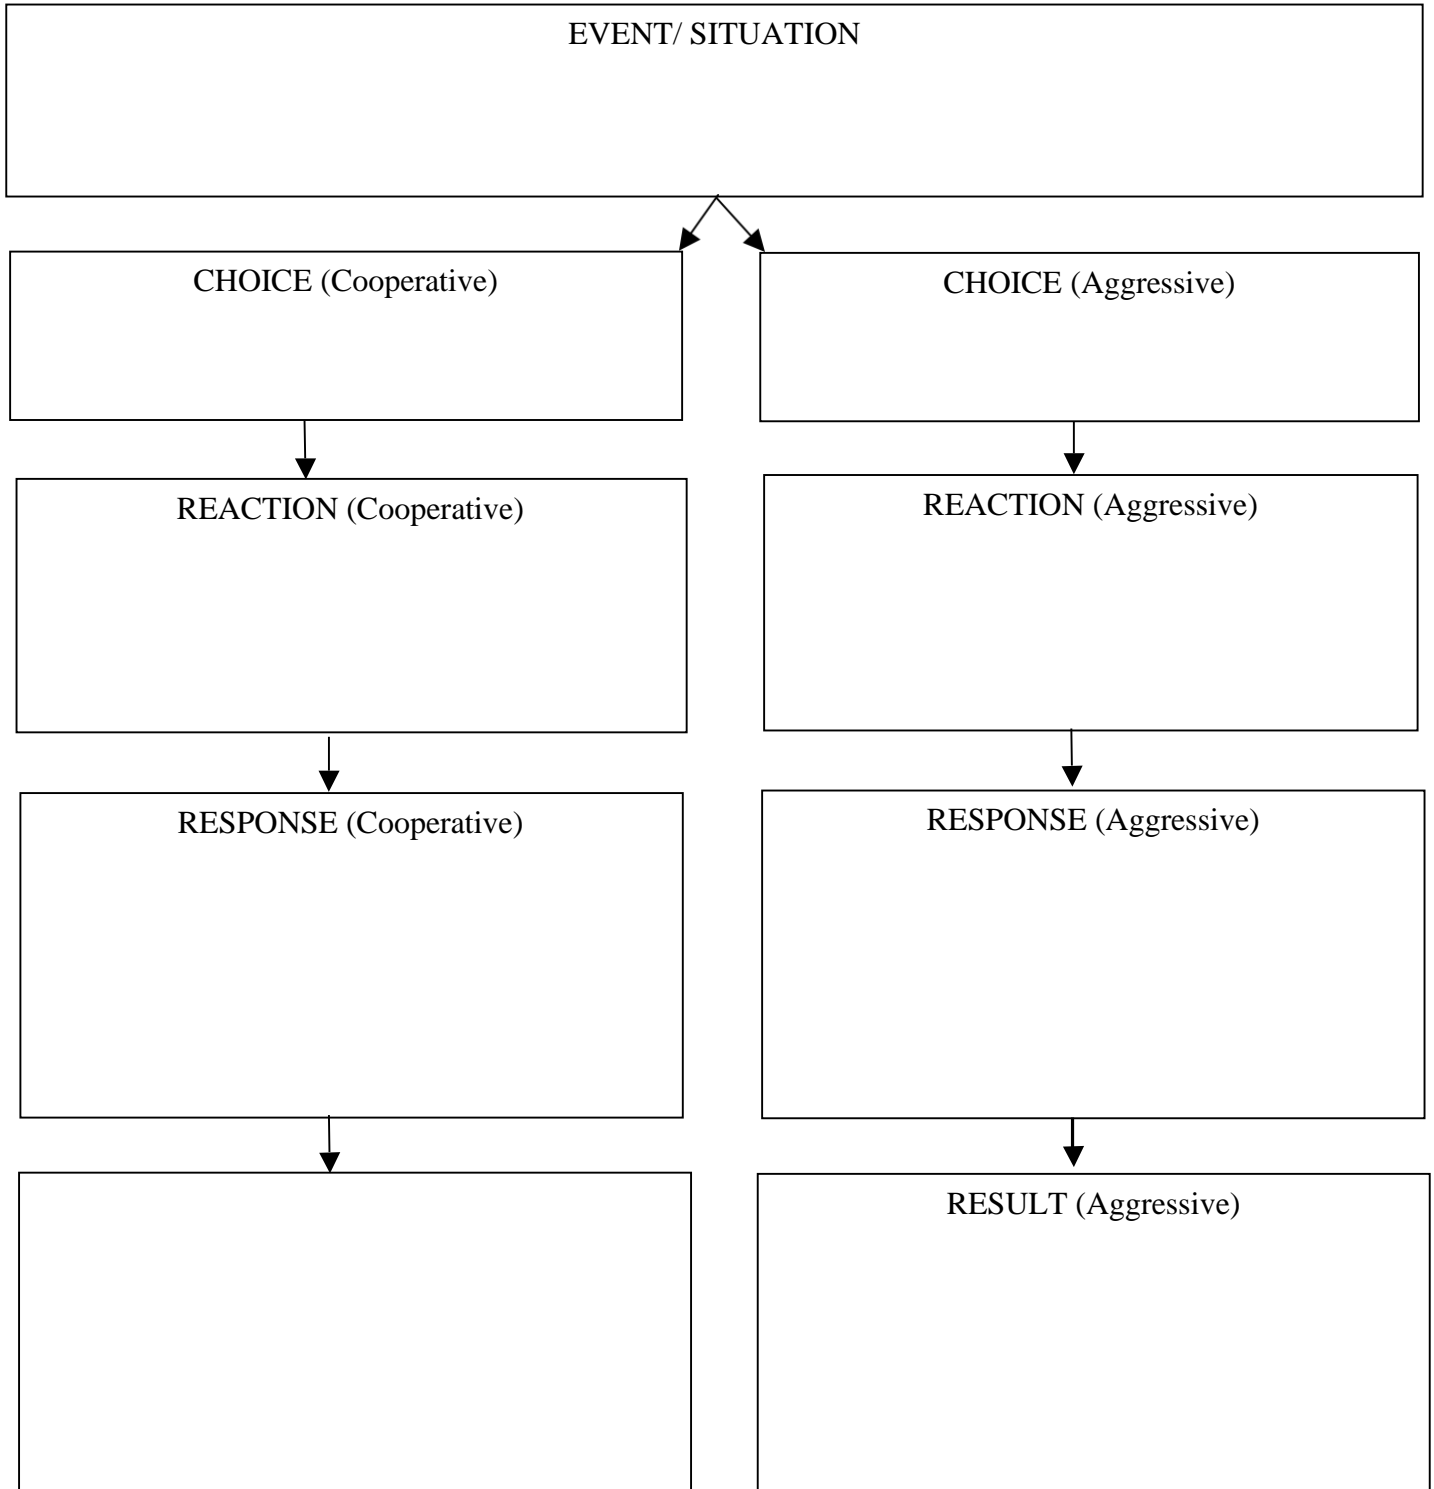 EVENT/ SITUATION
CHOICE (Cooperative)
CHOICE (Aggressive)
REACTION (Cooperative)
REACTION (Aggressive)
RESPONSE (Cooperative)
RESPONSE (Aggressive)
RESULT (Aggressive)